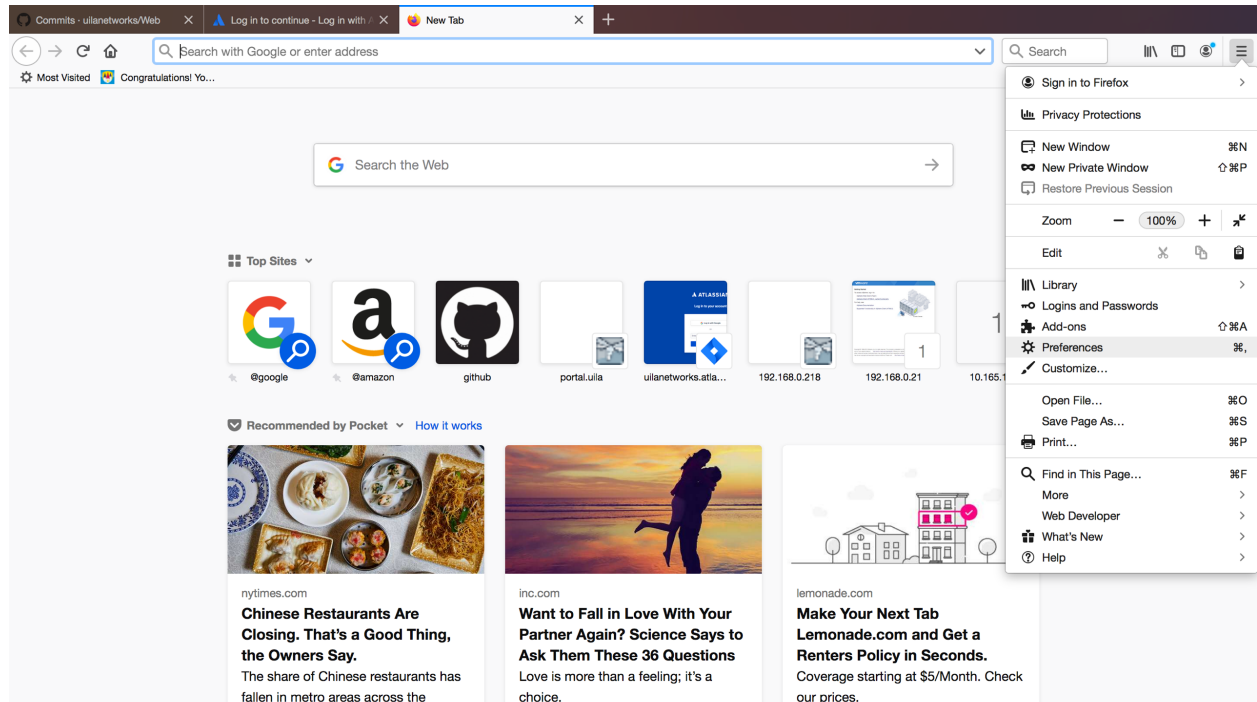 Commits · uilanetworks/Web
Log in to continue - Log in with A
New Tab
Search with Google or enter address
Search
Most Visited
Congratulations! Yo...
Search the Web
Top Sites
@google
@amazon
github
portal.uila
uilanetworks.atla...
192.168.0.218
192.168.0.21
10.165.1
a
ATLASSIAN
1
1
Recommended by Pocket
How it works
nytimes.com
Chinese Restaurants Are
Closing. That's a Good Thing,
the Owners Say.
The share of Chinese restaurants has
fallen in metro areas across the
inc.com
Want to Fall in Love With Your
Partner Again? Science Says to
Ask Them These 36 Questions
Love is more than a feeling; it's a
choice.
lemonade.com
Make Your Next Tab
Lemonade.com and Get a
Renters Policy in Seconds.
Coverage starting at $5/Month. Check
our prices.
Sign in to Firefox
Privacy Protections
New Window ⌘N
New Private Window ⇧⌘P
Restore Previous Session
Zoom − 100% +
Edit
Library
Logins and Passwords
Add-ons ⇧⌘A
Preferences ⌘,
Customize...
Open File... ⌘O
Save Page As... ⌘S
Print... ⌘P
Find in This Page... ⌘F
More
Web Developer
What's New
Help